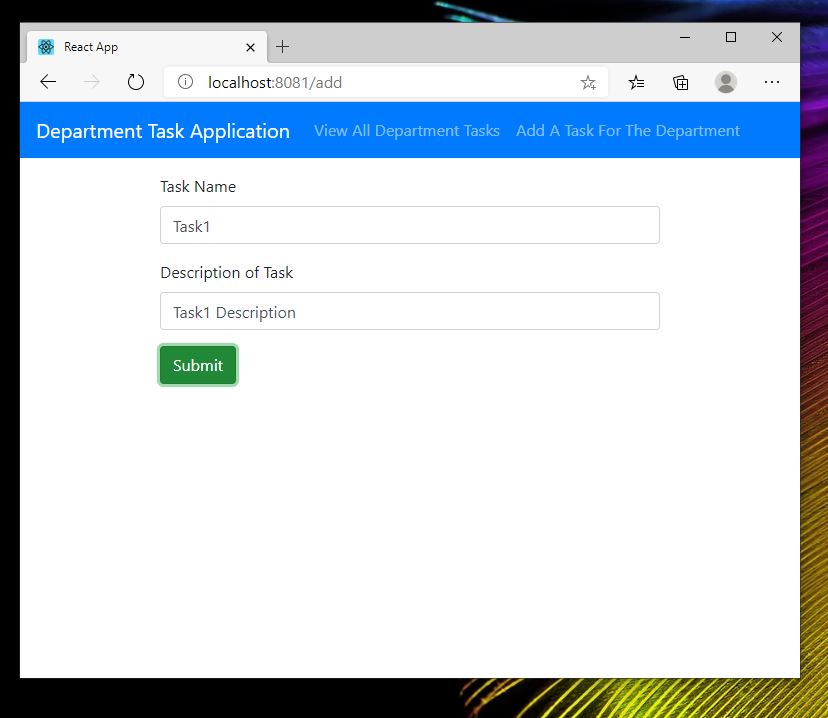 React App
localhost:8081/add
Department Task Application View All Department Tasks Add A Task For The Department
Task Name
Task1
Description of Task
Task1 Description
Submit